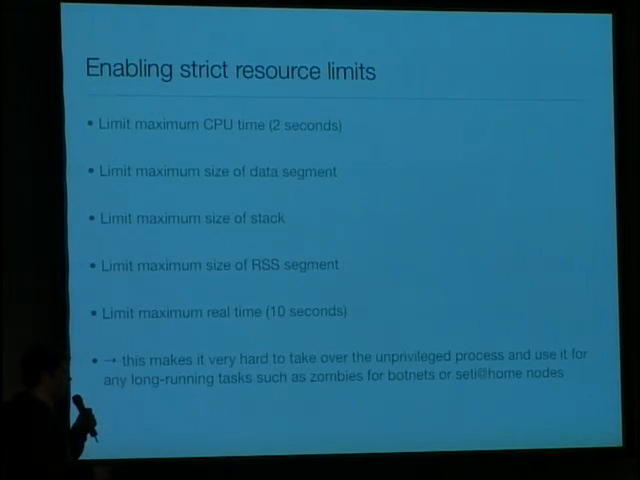 Enabling strict resource limits
• Limit maximum CPU time (2 seconds)
• Limit maximum size of data segment
• Limit maximum size of stack
• Limit maximum size of RSS segment
• Limit maximum real time (10 seconds)
• → this makes it very hard to take over the unprivileged process and use it for
any long-running tasks such as zombies for botnets or seti@home nodes